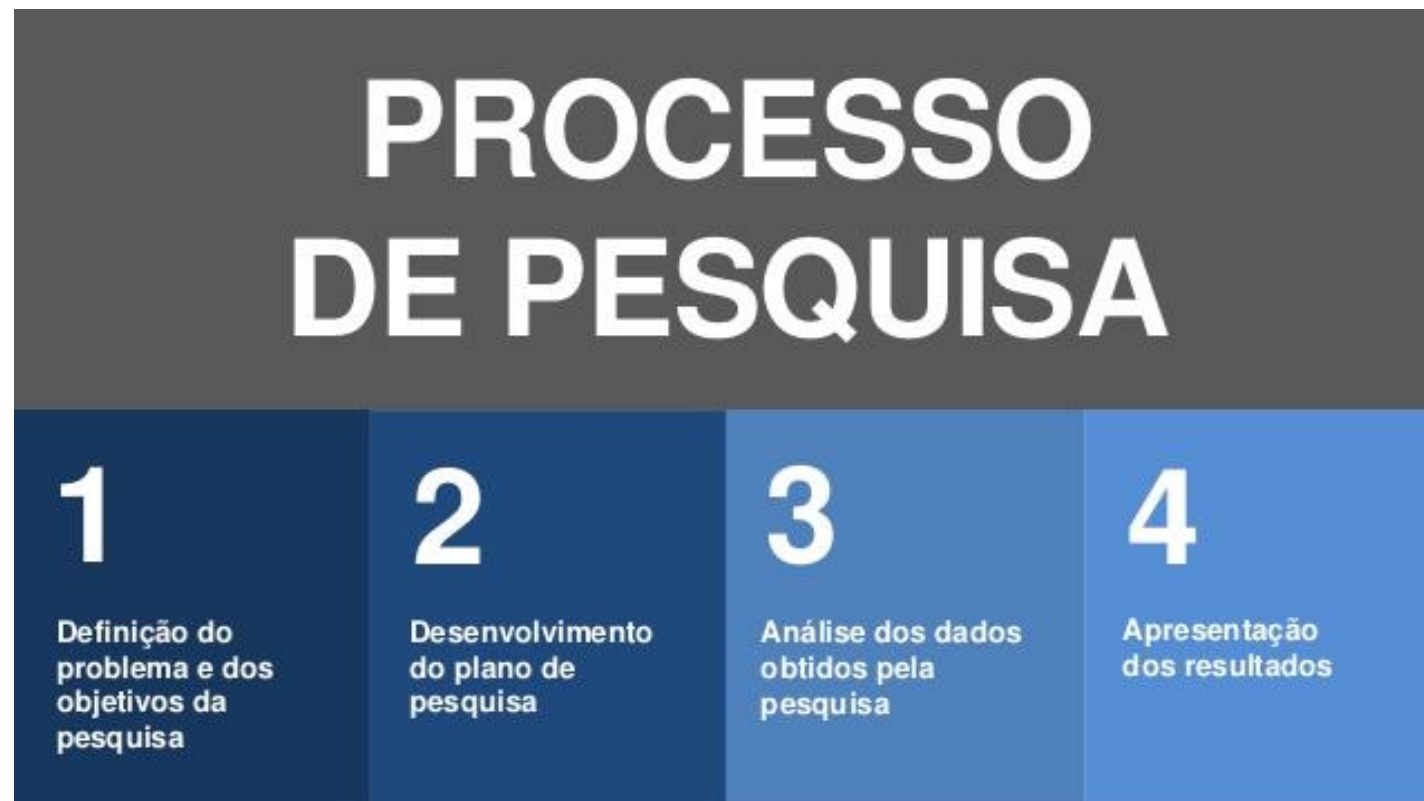 PROCESSO
DE PESQUISA
1
Definição do
problema e dos
objetivos da
pesquisa
2
Desenvolvimento
do plano de
pesquisa
3
Análise dos dados
obtidos pela
pesquisa
4
Apresentação
dos resultados